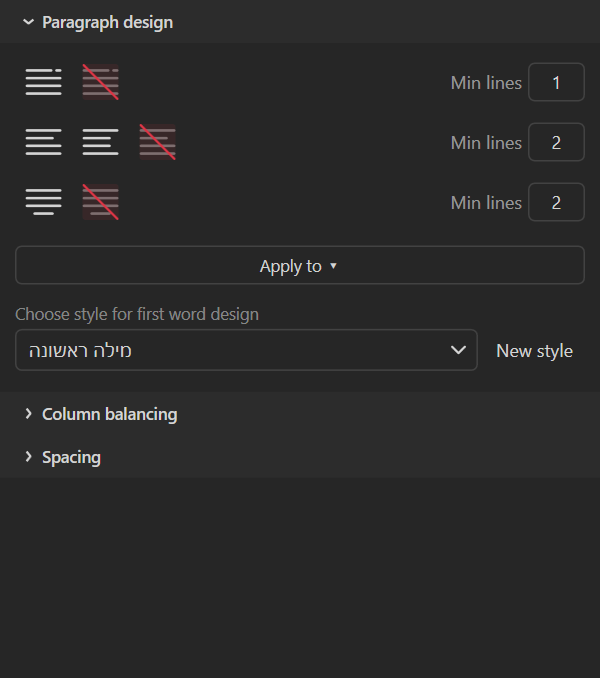 Paragraph design
Min lines 1
Min lines 2
Min lines 2
Apply to ▾
Choose style for first word design
מילה ראשונה
New style
Column balancing
Spacing